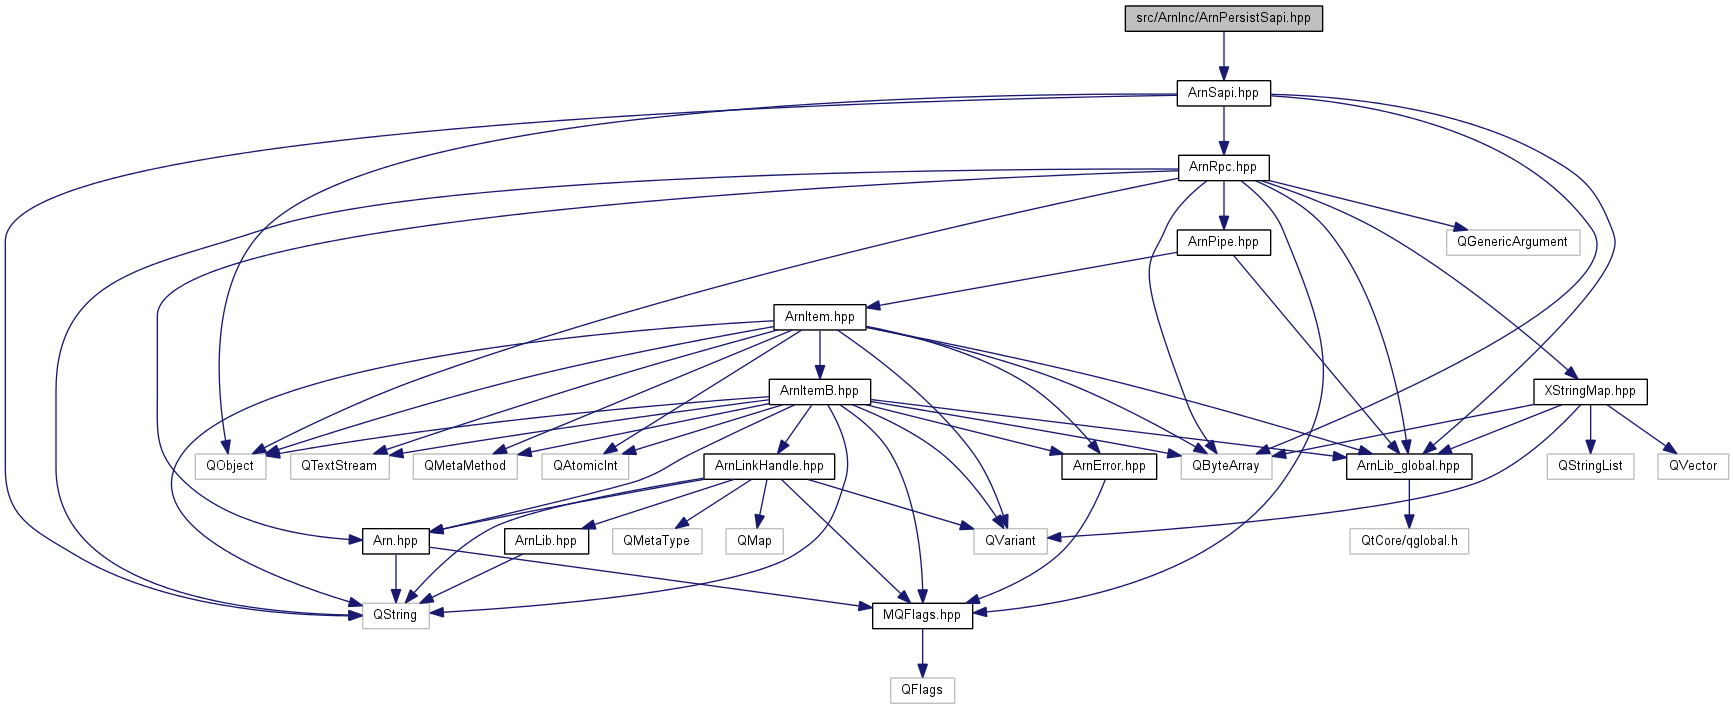 src/ArnInc/ArnPersistSapi.hpp
ArnSapi.hpp
ArnRpc.hpp
ArnPipe.hpp
QGenericArgument
ArnItem.hpp
ArnItemB.hpp
XStringMap.hpp
QObject
QTextStream
QMetaMethod
QAtomicInt
ArnLinkHandle.hpp
ArnError.hpp
QByteArray
ArnLib_global.hpp
QStringList
QVector
Arn.hpp
ArnLib.hpp
QMetaType
QMap
QVariant
QtCore/qglobal.h
QString
MQFlags.hpp
QFlags